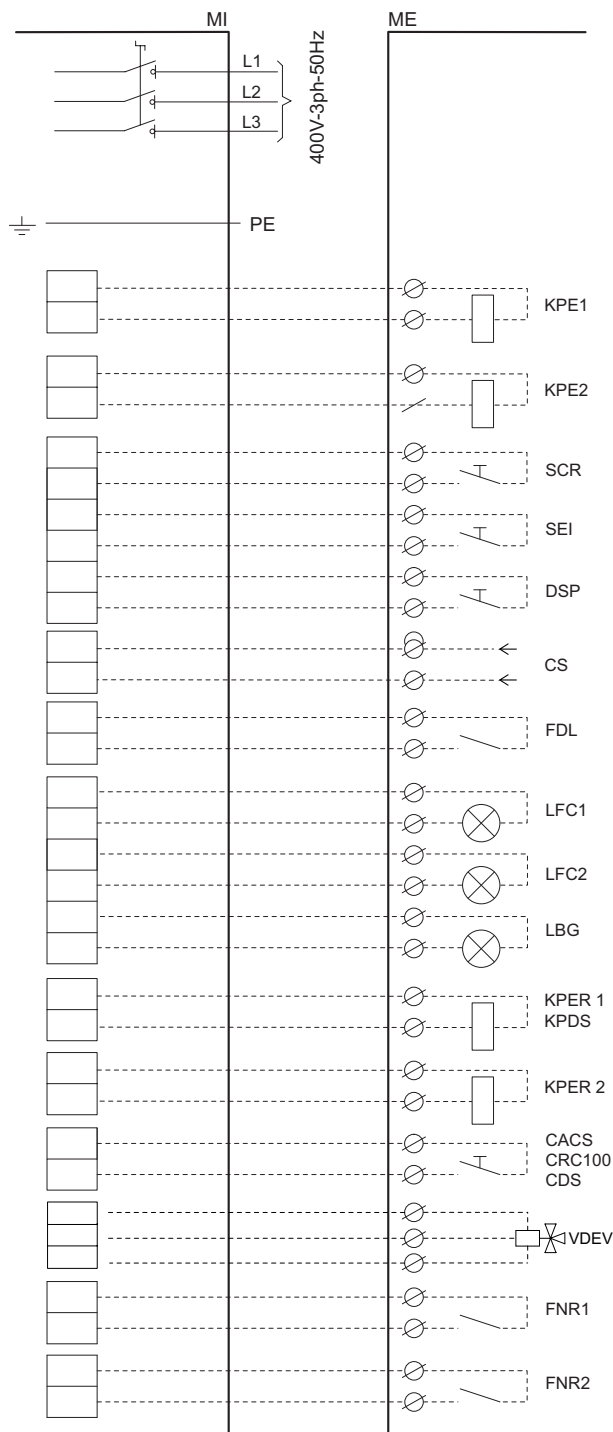 MI
ME
L1
L2
L3
400V-3ph-50Hz
PE
KPE1
KPE2
SCR
SEI
DSP
CS
FDL
LFC1
LFC2
LBG
KPER 1
KPDS
KPER 2
CACS
CRC100
CDS
VDEV
FNR1
FNR2